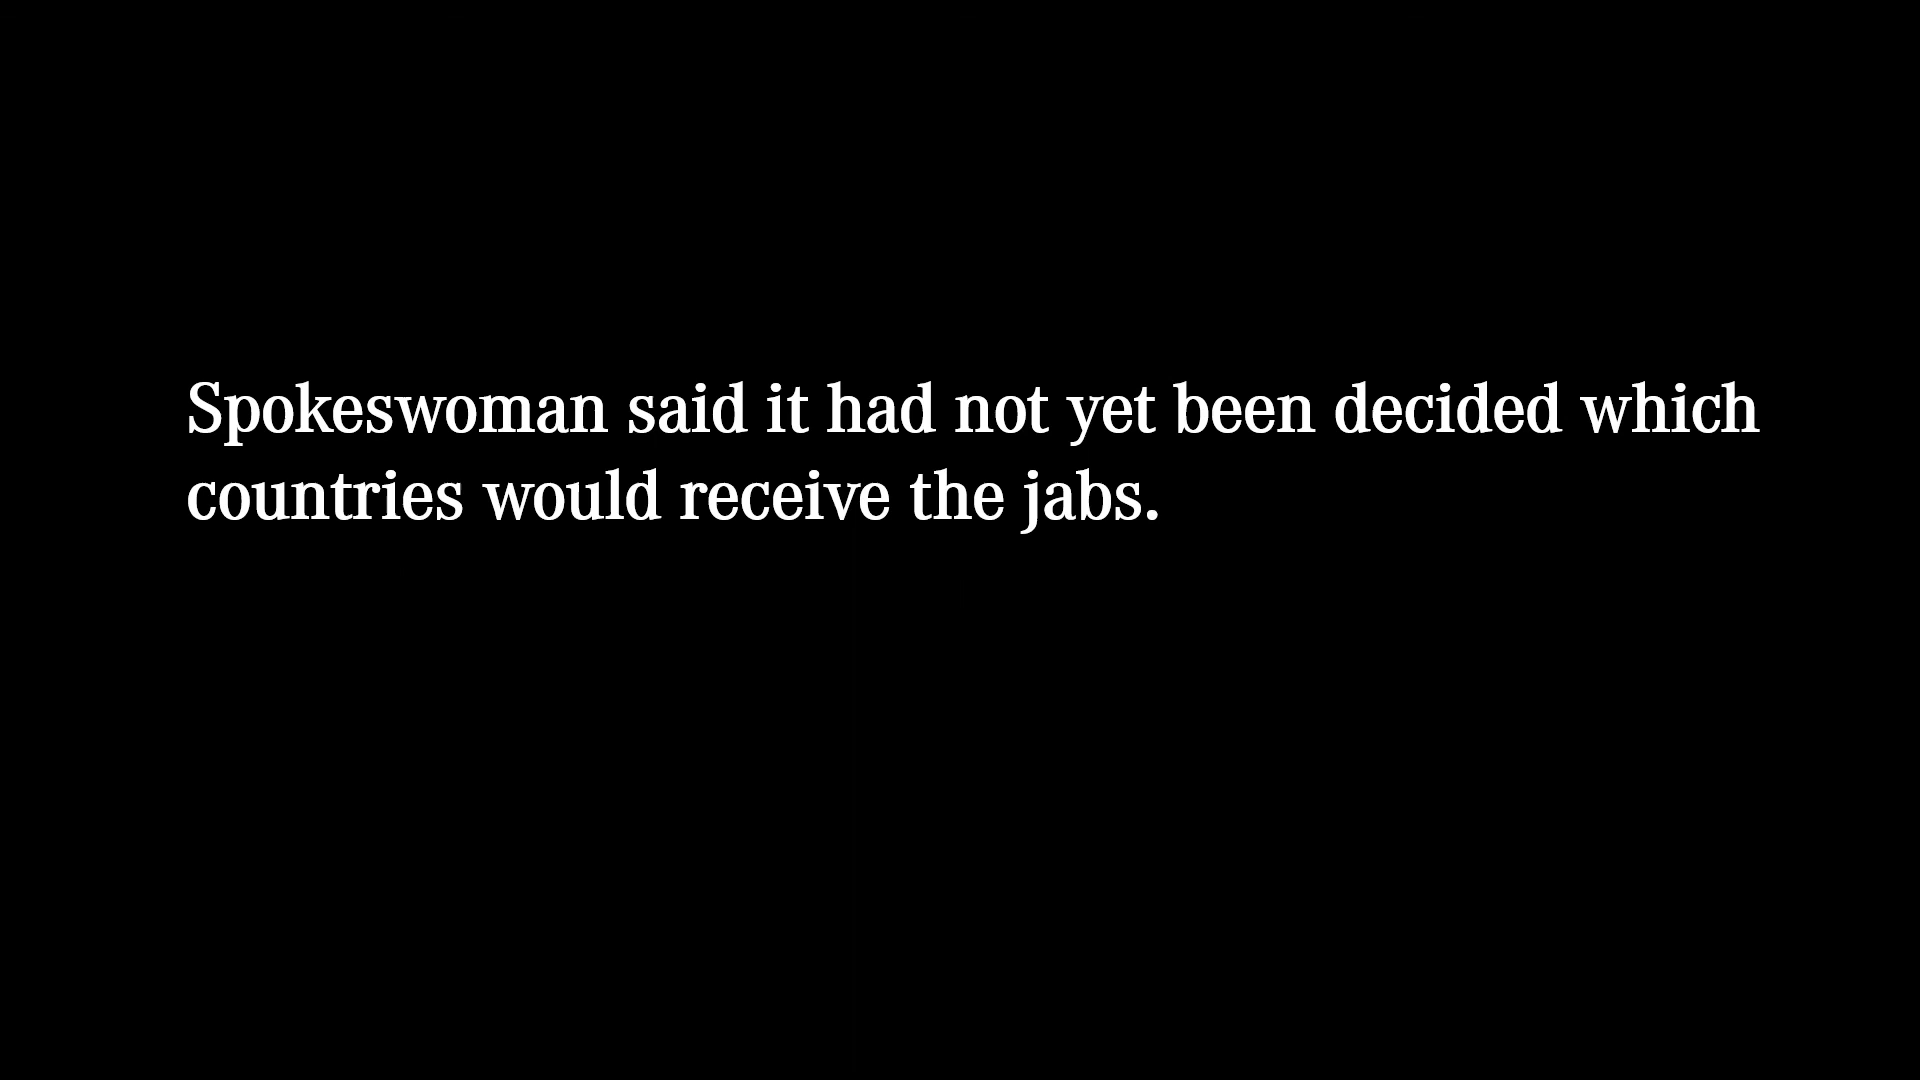 Spokeswoman said it had not yet been decided which
countries would receive the jabs.